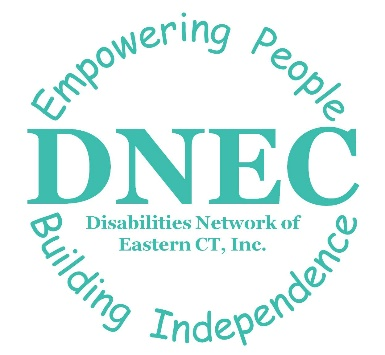 Empowering People
DNEC
Disabilities Network of
Eastern CT, Inc.
Building Independence